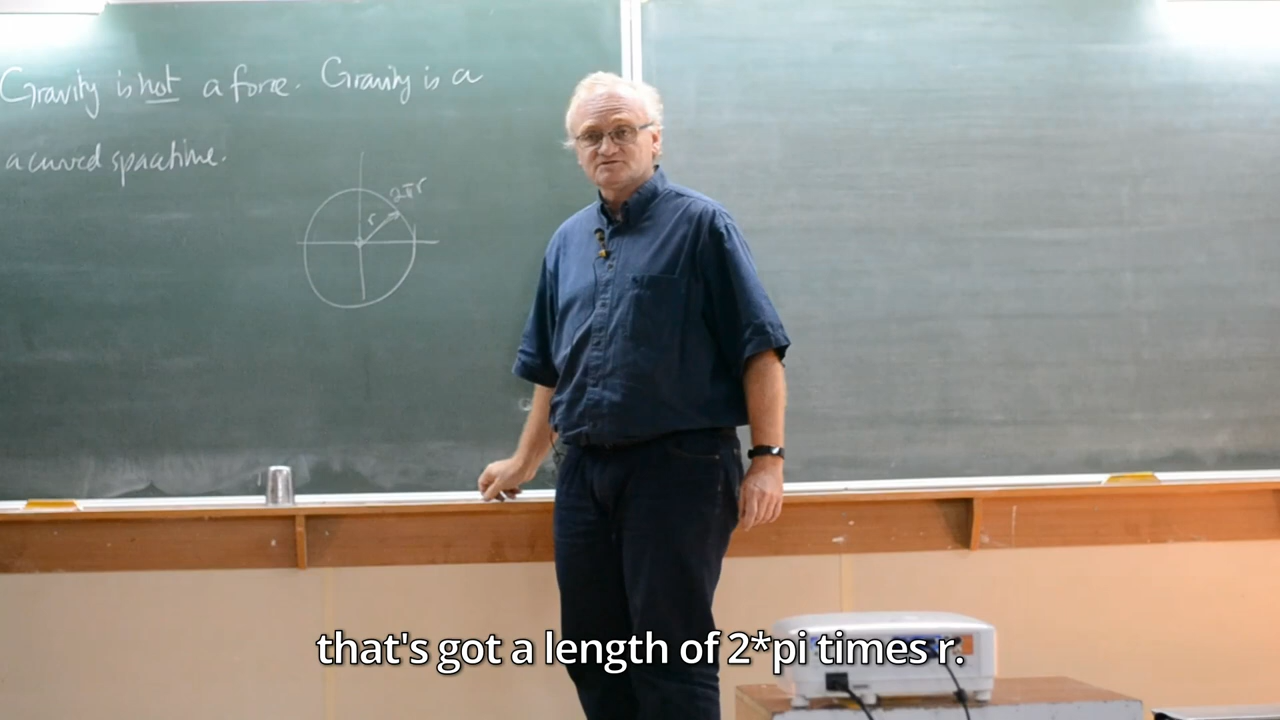 Gravity is not a force. Gravity is a
a curved spacetime.
2πr
r
that's got a length of 2*pi times r.